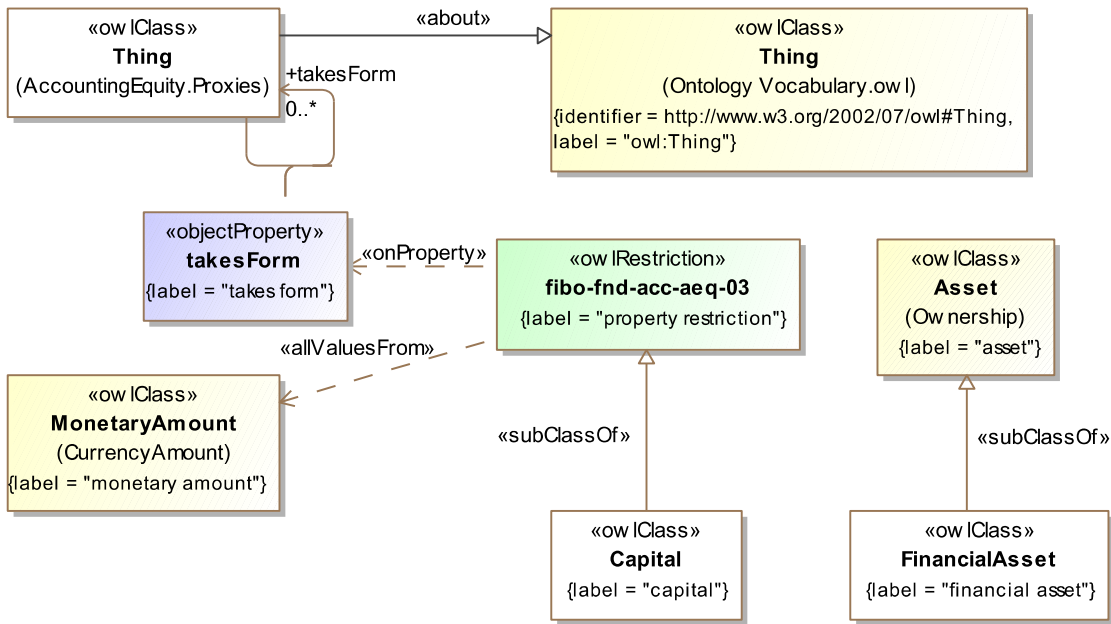 «owlClass»
Thing
(AccountingEquity.Proxies)
«about»
«owlClass»
Thing
(Ontology Vocabulary.owl)
{identifier = http://www.w3.org/2002/07/owl#Thing,
label = "owl:Thing"}
+takesForm
0..*
«objectProperty»
takesForm
{label = "takes form"}
«onProperty»
«owlRestriction»
fibo-fnd-acc-aeq-03
{label = "property restriction"}
«owlClass»
Asset
(Ownership)
{label = "asset"}
«allValuesFrom»
«owlClass»
MonetaryAmount
(CurrencyAmount)
{label = "monetary amount"}
«subClassOf»
«subClassOf»
«owlClass»
Capital
{label = "capital"}
«owlClass»
FinancialAsset
{label = "financial asset"}